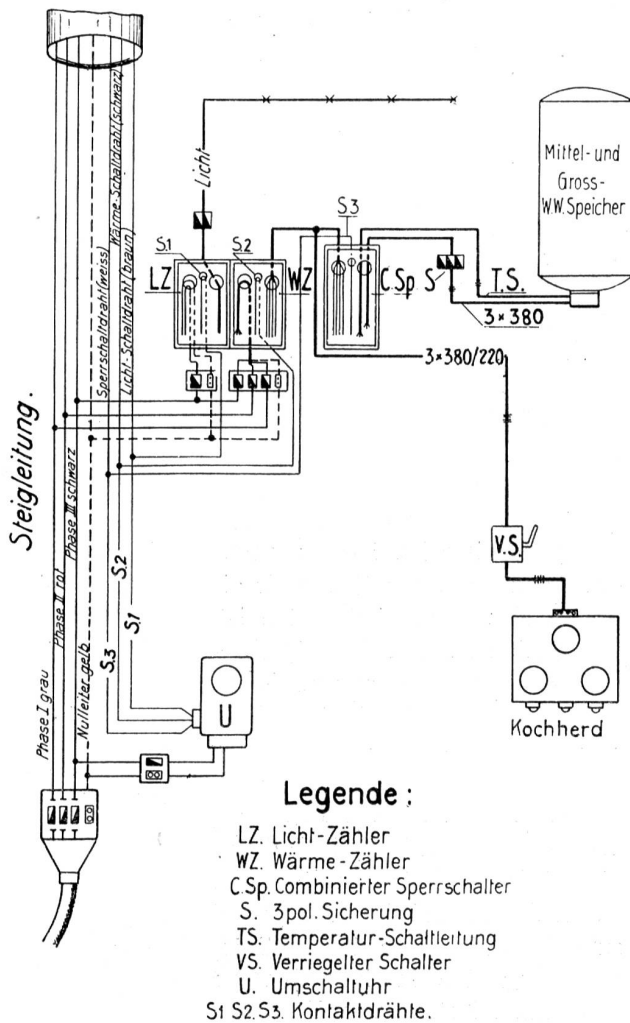 Sperrschaltdraht (weiss)
Wärme-Schaltdraht (schwarz)
Licht-Schaltdraht (braun)
Licht
S.1
S.2
S3
LZ
WZ
C.Sp
S
T.S.
3×380
Mittel- und
Gross-
W.W. Speicher
3×380/220
V.S.
Kochherd
Steigleitung.
Phase I grau
Phase II rot
Phase III schwarz
Nulleiter gelb
S.3
S.2
S.1
U
Legende :
LZ. Licht-Zähler
WZ. Wärme-Zähler
C.Sp. Combinierter Sperrschalter
S. 3pol. Sicherung
TS. Temperatur-Schaltleitung
VS. Verriegelter Schalter
U. Umschaltuhr
S1 S2. S3. Kontaktdrähte.